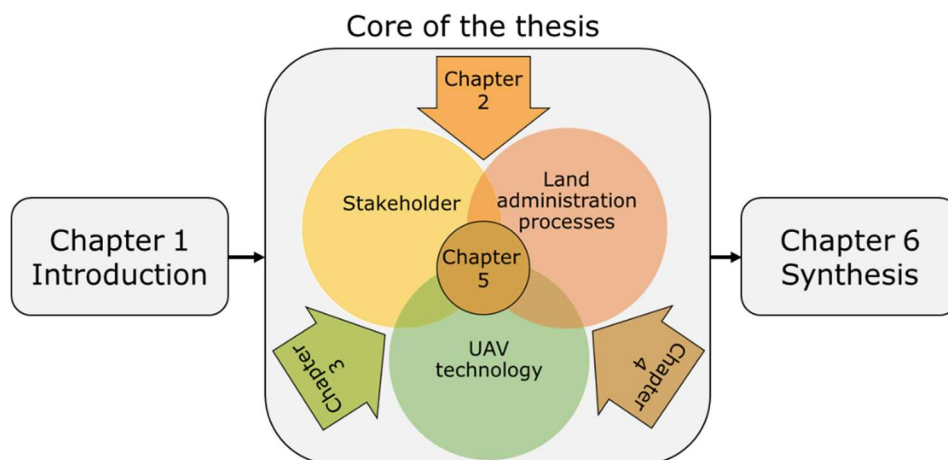 Core of the thesis
Chapter
2
Stakeholder
Land
administration
processes
Chapter 1
Introduction
Chapter
5
Chapter 6
Synthesis
Chapter
3
UAV
technology
Chapter
4